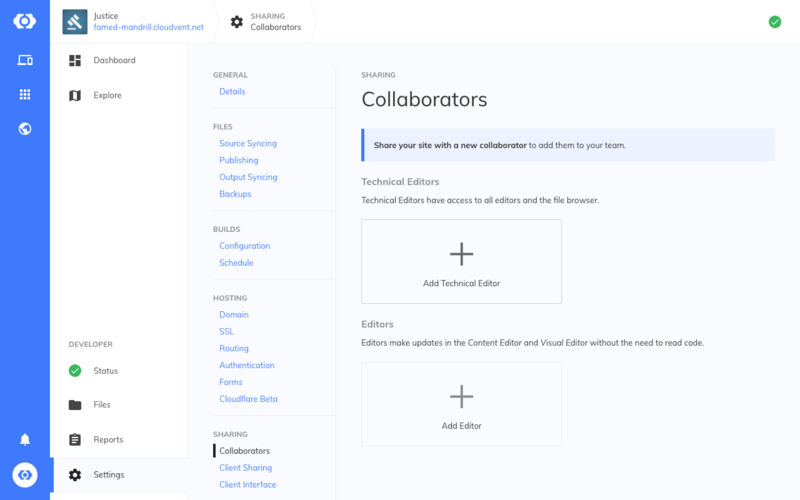 Justice
famed-mandrill.cloudvent.net
SHARING
Collaborators
Dashboard
Explore
DEVELOPER
Status
Files
Reports
Settings
GENERAL
Details
FILES
Source Syncing
Publishing
Output Syncing
Backups
BUILDS
Configuration
Schedule
HOSTING
Domain
SSL
Routing
Authentication
Forms
Cloudflare Beta
SHARING
Collaborators
Client Sharing
Client Interface
SHARING
Collaborators
Share your site with a new collaborator to add them to your team.
Technical Editors
Technical Editors have access to all editors and the file browser.
Add Technical Editor
Editors
Editors make updates in the Content Editor and Visual Editor without the need to read code.
Add Editor